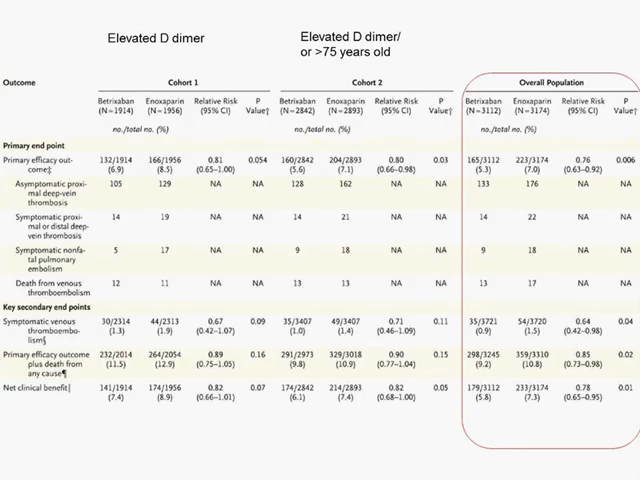 Elevated D dimer
Elevated D dimer/
or >75 years old
Outcome Cohort 1 Cohort 2 Overall Population
Betrixaban Enoxaparin Relative Risk P Betrixaban Enoxaparin Relative Risk P Betrixaban Enoxaparin Relative Risk P
(N=1914) (N=1956) (95% CI) Value† (N=2842) (N=2893) (95% CI) Value† (N=3112) (N=3174) (95% CI) Value†
no./total no. (%) no./total no. (%) no./total no. (%)
Primary end point
Primary efficacy out- 132/1914 166/1956 0.81 0.054 160/2842 204/2893 0.80 0.03 165/3112 223/3174 0.76 0.006
come‡ (6.9) (8.5) (0.65–1.00) (5.6) (7.1) (0.66–0.98) (5.3) (7.0) (0.63–0.92)
Asymptomatic proxi- 105 129 NA NA 128 162 NA NA 133 176 NA NA
mal deep-vein
thrombosis
Symptomatic proxi- 14 19 NA NA 14 21 NA NA 14 22 NA NA
mal or distal deep-
vein thrombosis
Symptomatic nonfa- 5 17 NA NA 9 18 NA NA 9 18 NA NA
tal pulmonary
embolism
Death from venous 12 11 NA NA 13 13 NA NA 13 17 NA NA
thromboembolism
Key secondary end points
Symptomatic venous 30/2314 44/2313 0.67 0.09 35/3407 49/3407 0.71 0.11 35/3721 54/3720 0.64 0.04
thromboembo- (1.3) (1.9) (0.42–1.07) (1.0) (1.4) (0.46–1.09) (0.9) (1.5) (0.42–0.98)
lism§
Primary efficacy outcome 232/2014 264/2054 0.89 0.16 291/2973 329/3018 0.90 0.15 298/3245 359/3310 0.85 0.02
plus death from (11.5) (12.9) (0.75–1.05) (9.8) (10.9) (0.77–1.04) (9.2) (10.8) (0.73–0.98)
any cause¶
Net clinical benefit‖ 141/1914 174/1956 0.82 0.07 174/2842 214/2893 0.82 0.05 179/3112 233/3174 0.78 0.01
(7.4) (8.9) (0.66–1.01) (6.1) (7.4) (0.68–1.00) (5.8) (7.3) (0.65–0.95)